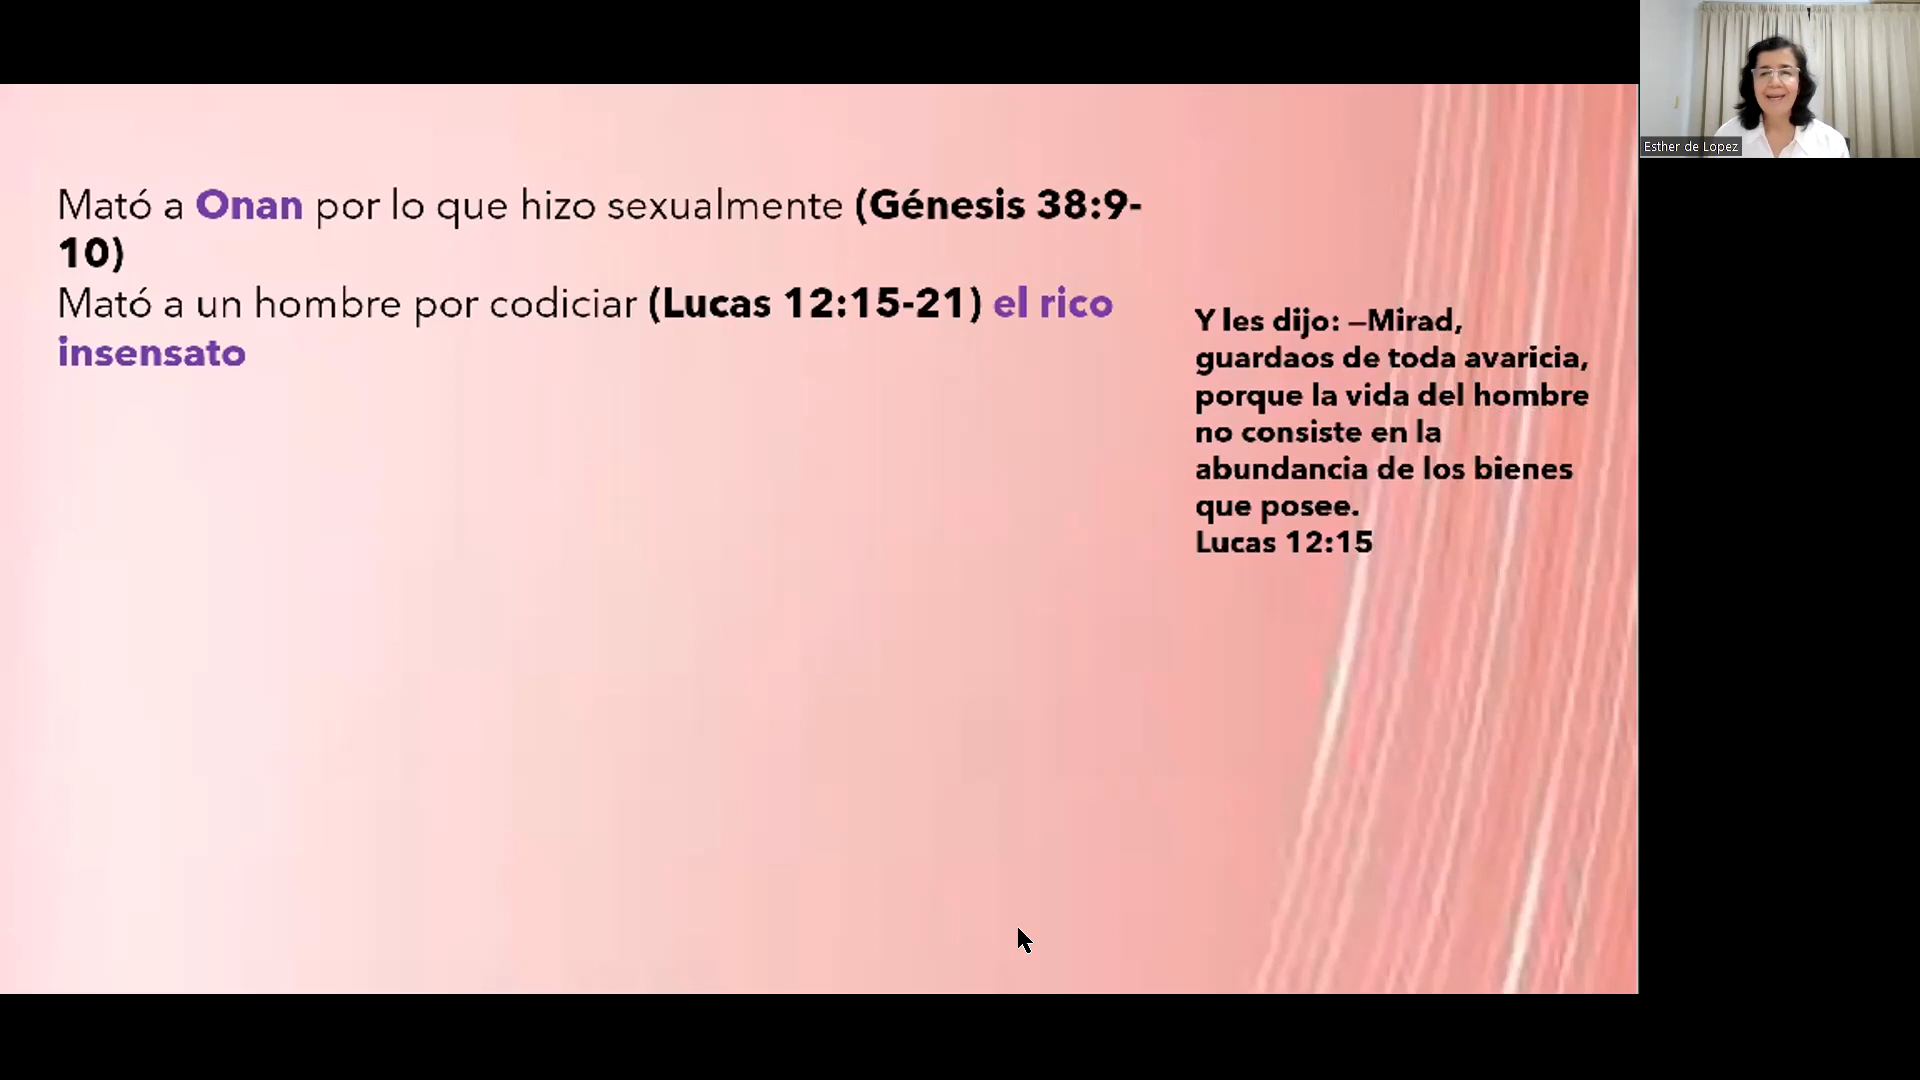 Mató a Onan por lo que hizo sexualmente (Génesis 38:9-
10)
Mató a un hombre por codiciar (Lucas 12:15-21) el rico
insensato
Y les dijo: —Mirad,
guardaos de toda avaricia,
porque la vida del hombre
no consiste en la
abundancia de los bienes
que posee.
Lucas 12:15
Esther de Lopez